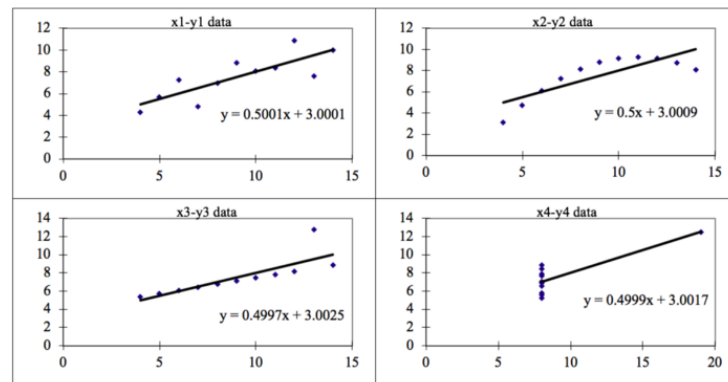 x1-y1 data
12
10
8
6
4
2
0
y = 0.5001x + 3.0001
0 5 10 15
x2-y2 data
12
10
8
6
4
2
0
y = 0.5x + 3.0009
0 5 10 15
x3-y3 data
14
12
10
8
6
4
2
0
y = 0.4997x + 3.0025
0 5 10 15
x4-y4 data
14
12
10
8
6
4
2
0
y = 0.4999x + 3.0017
0 5 10 15 20